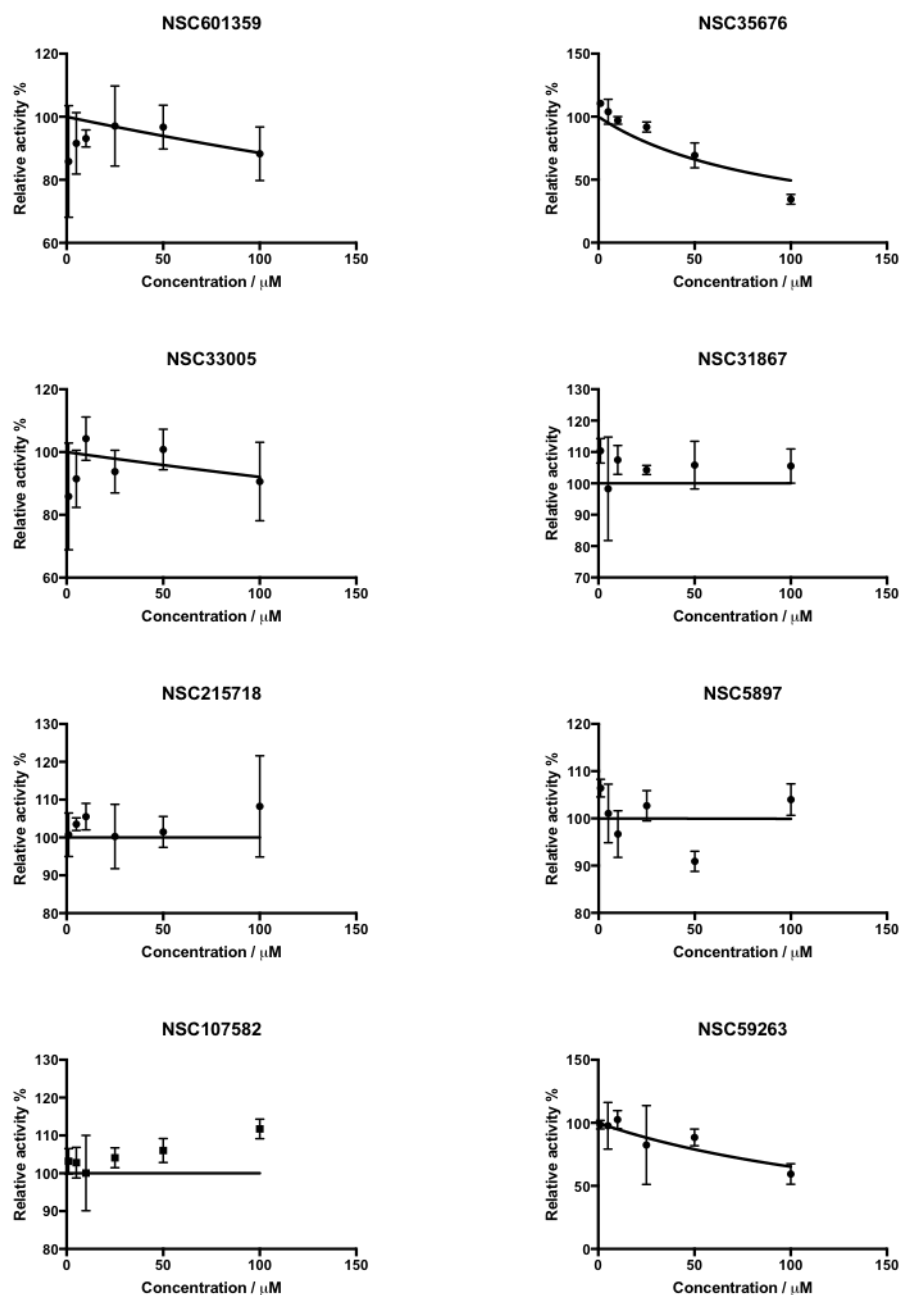 NSC601359
Relative activity %
120
100
80
60
0 50 100 150
Concentration / μM
NSC35676
Relative activity %
150
100
50
0
0 50 100 150
Concentration / μM
NSC33005
Relative activity %
120
100
80
60
0 50 100 150
Concentration / μM
NSC31867
Relative activity %
130
120
110
100
90
80
70
0 50 100 150
Concentration / μM
NSC215718
Relative activity %
130
120
110
100
90
80
0 50 100 150
Concentration / μM
NSC5897
Relative activity %
120
110
100
90
80
0 50 100 150
Concentration / μM
NSC107582
Relative activity %
130
120
110
100
90
80
0 50 100 150
Concentration / μM
NSC59263
Relative activity %
150
100
50
0
0 50 100 150
Concentration / μM